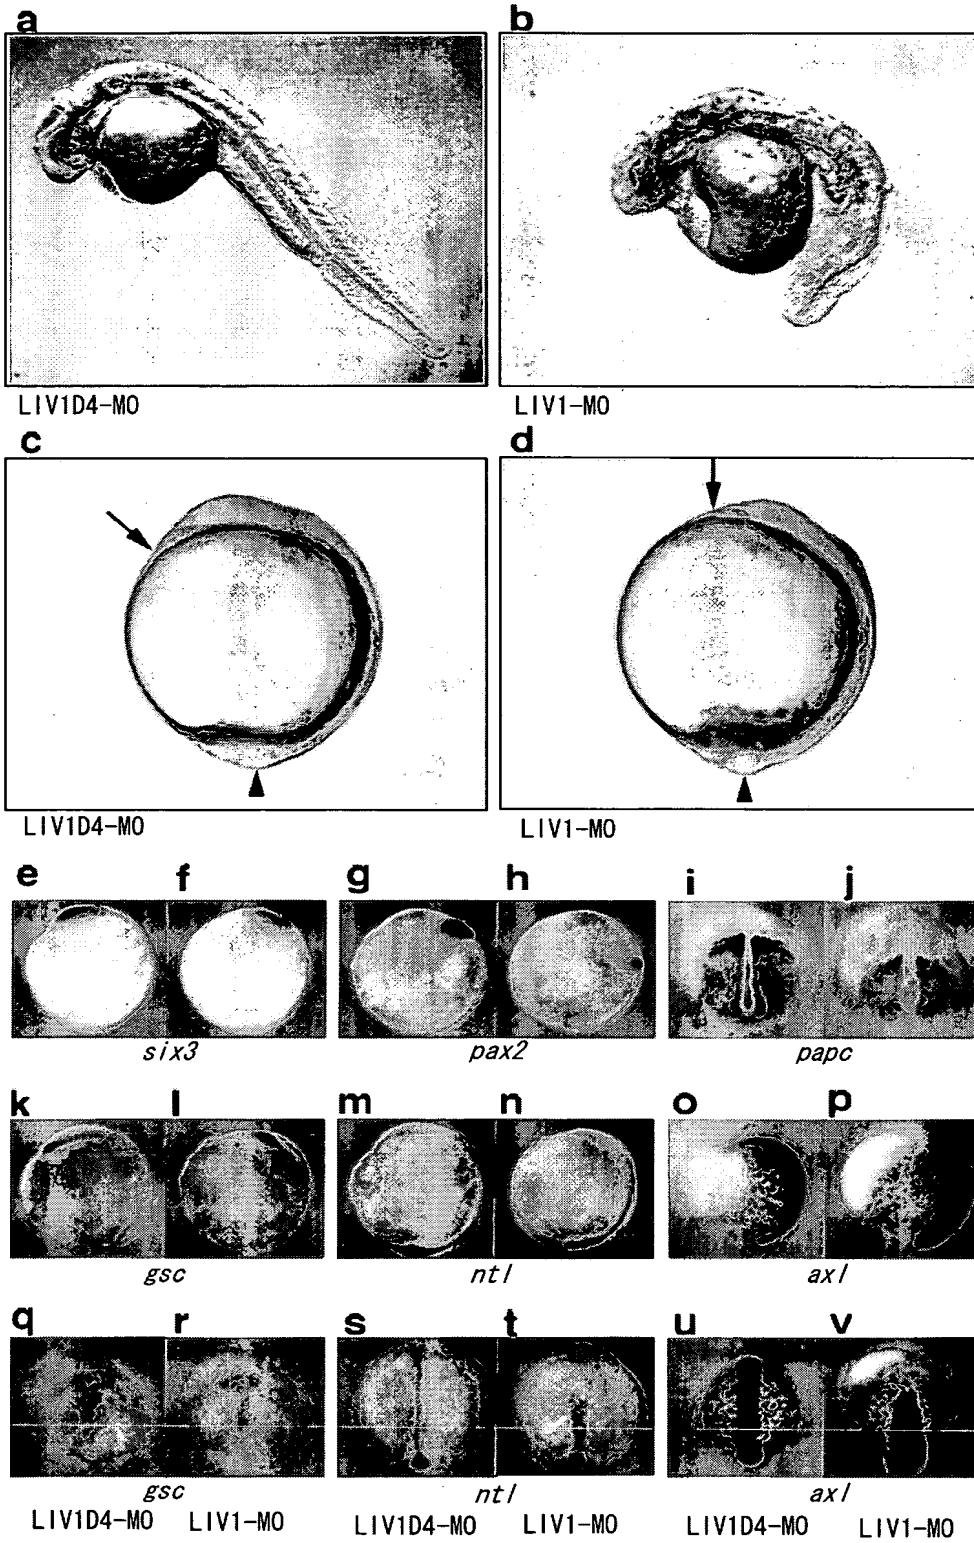 a b
LIV1D4-MO LIV1-MO
c d
LIV1D4-MO LIV1-MO
e f g h i j
six3 pax2 papc
k l m n o p
gsc ntl axl
q r s t u v
gsc ntl axl
LIV1D4-MO LIV1-MO LIV1D4-MO LIV1-MO LIV1D4-MO LIV1-MO